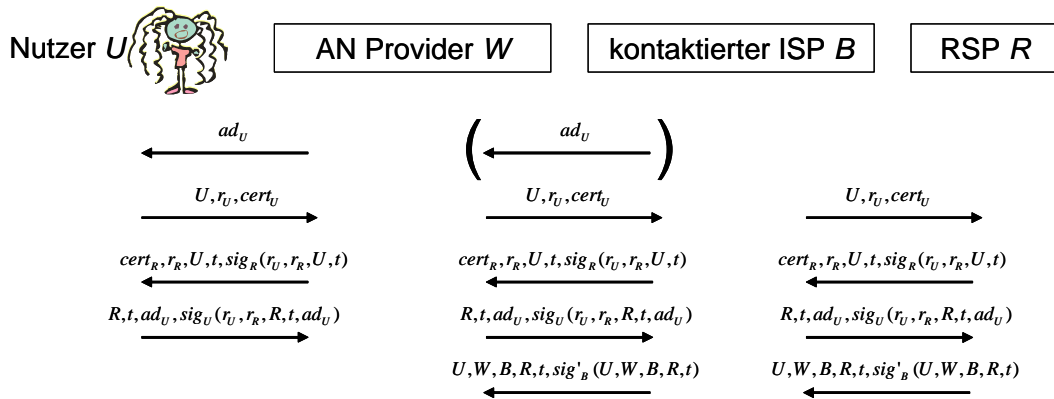 Nutzer U AN Provider W kontaktierter ISP B RSP R
ad_U ( ad_U )
U,r_U,cert_U U,r_U,cert_U U,r_U,cert_U
cert_R,r_R,U,t,sig_R(r_U,r_R,U,t) cert_R,r_R,U,t,sig_R(r_U,r_R,U,t) cert_R,r_R,U,t,sig_R(r_U,r_R,U,t)
R,t,ad_U,sig_U(r_U,r_R,R,t,ad_U) R,t,ad_U,sig_U(r_U,r_R,R,t,ad_U) R,t,ad_U,sig_U(r_U,r_R,R,t,ad_U)
U,W,B,R,t,sig'_B(U,W,B,R,t) U,W,B,R,t,sig'_B(U,W,B,R,t)